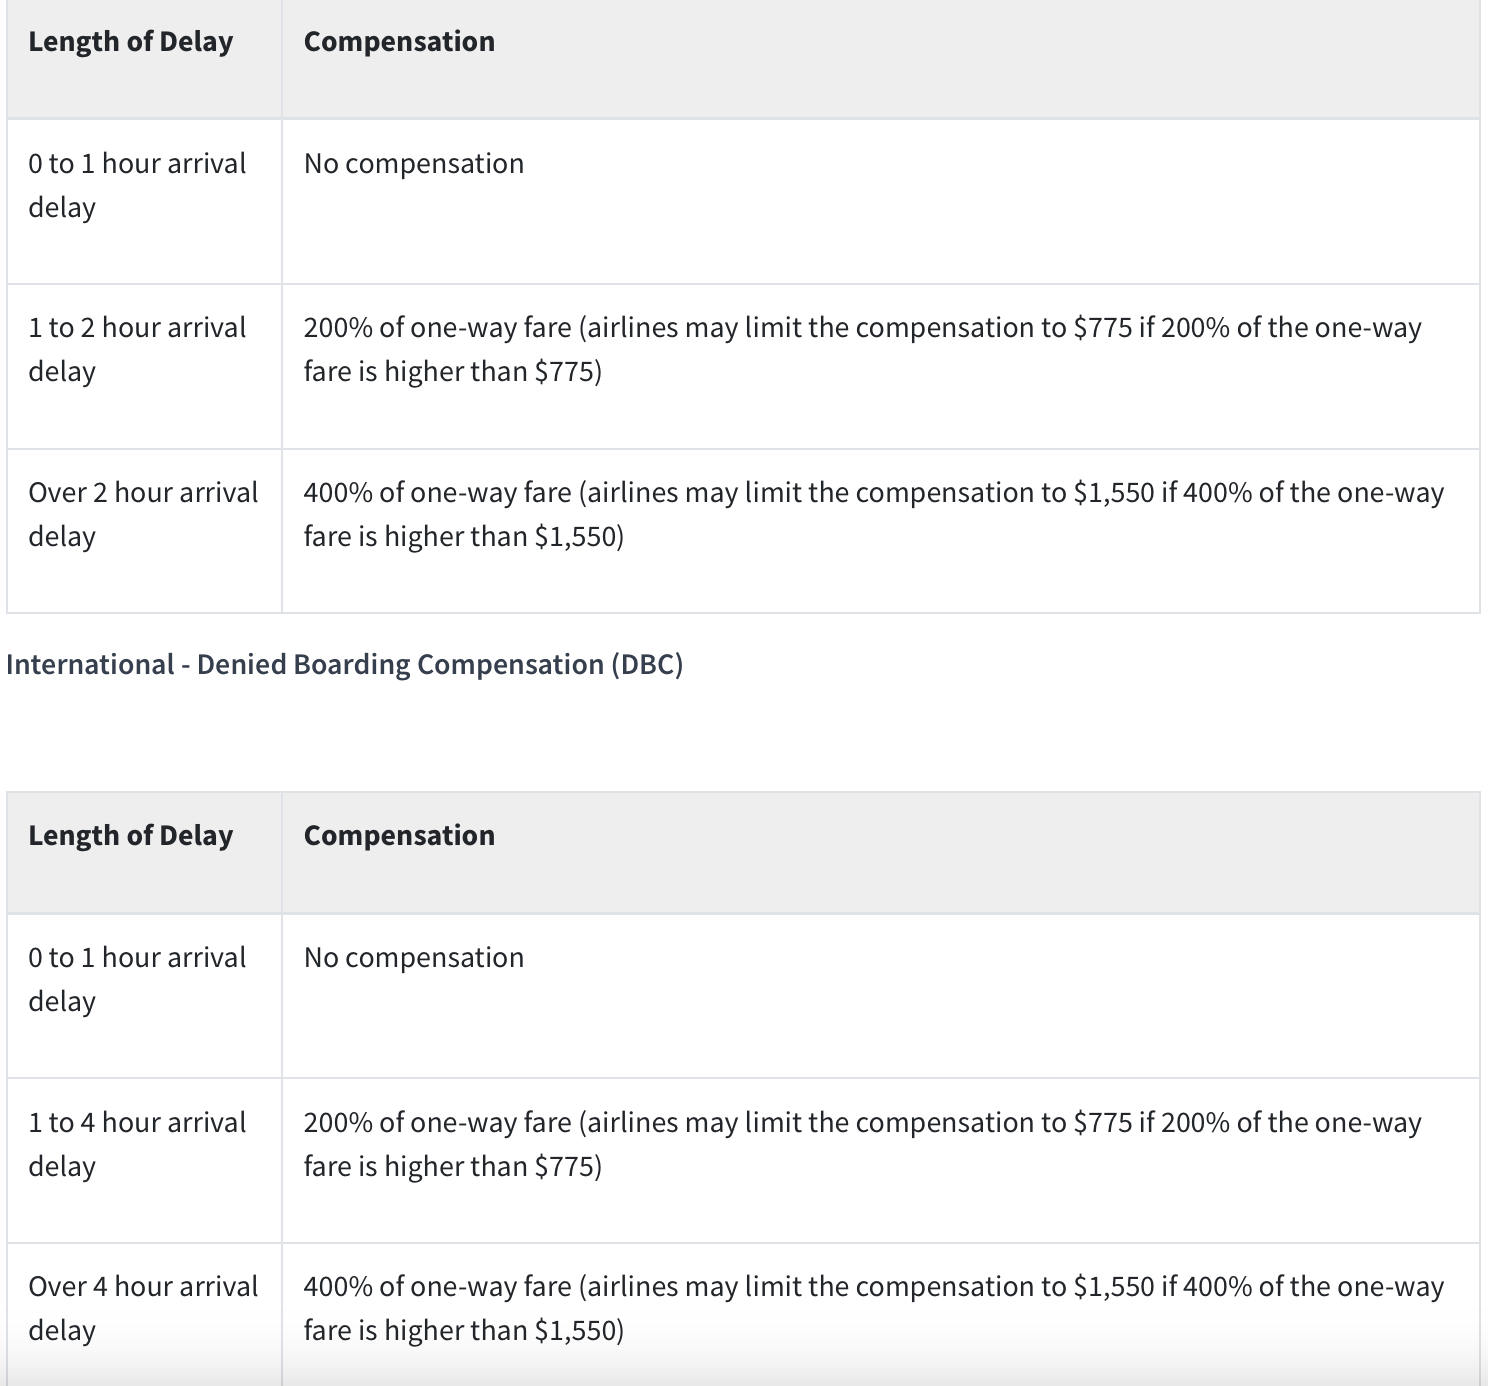 Length of Delay
Compensation
0 to 1 hour arrival
delay
No compensation
1 to 2 hour arrival
delay
200% of one-way fare (airlines may limit the compensation to $775 if 200% of the one-way
fare is higher than $775)
Over 2 hour arrival
delay
400% of one-way fare (airlines may limit the compensation to $1,550 if 400% of the one-way
fare is higher than $1,550)
International - Denied Boarding Compensation (DBC)
Length of Delay
Compensation
0 to 1 hour arrival
delay
No compensation
1 to 4 hour arrival
delay
200% of one-way fare (airlines may limit the compensation to $775 if 200% of the one-way
fare is higher than $775)
Over 4 hour arrival
delay
400% of one-way fare (airlines may limit the compensation to $1,550 if 400% of the one-way
fare is higher than $1,550)